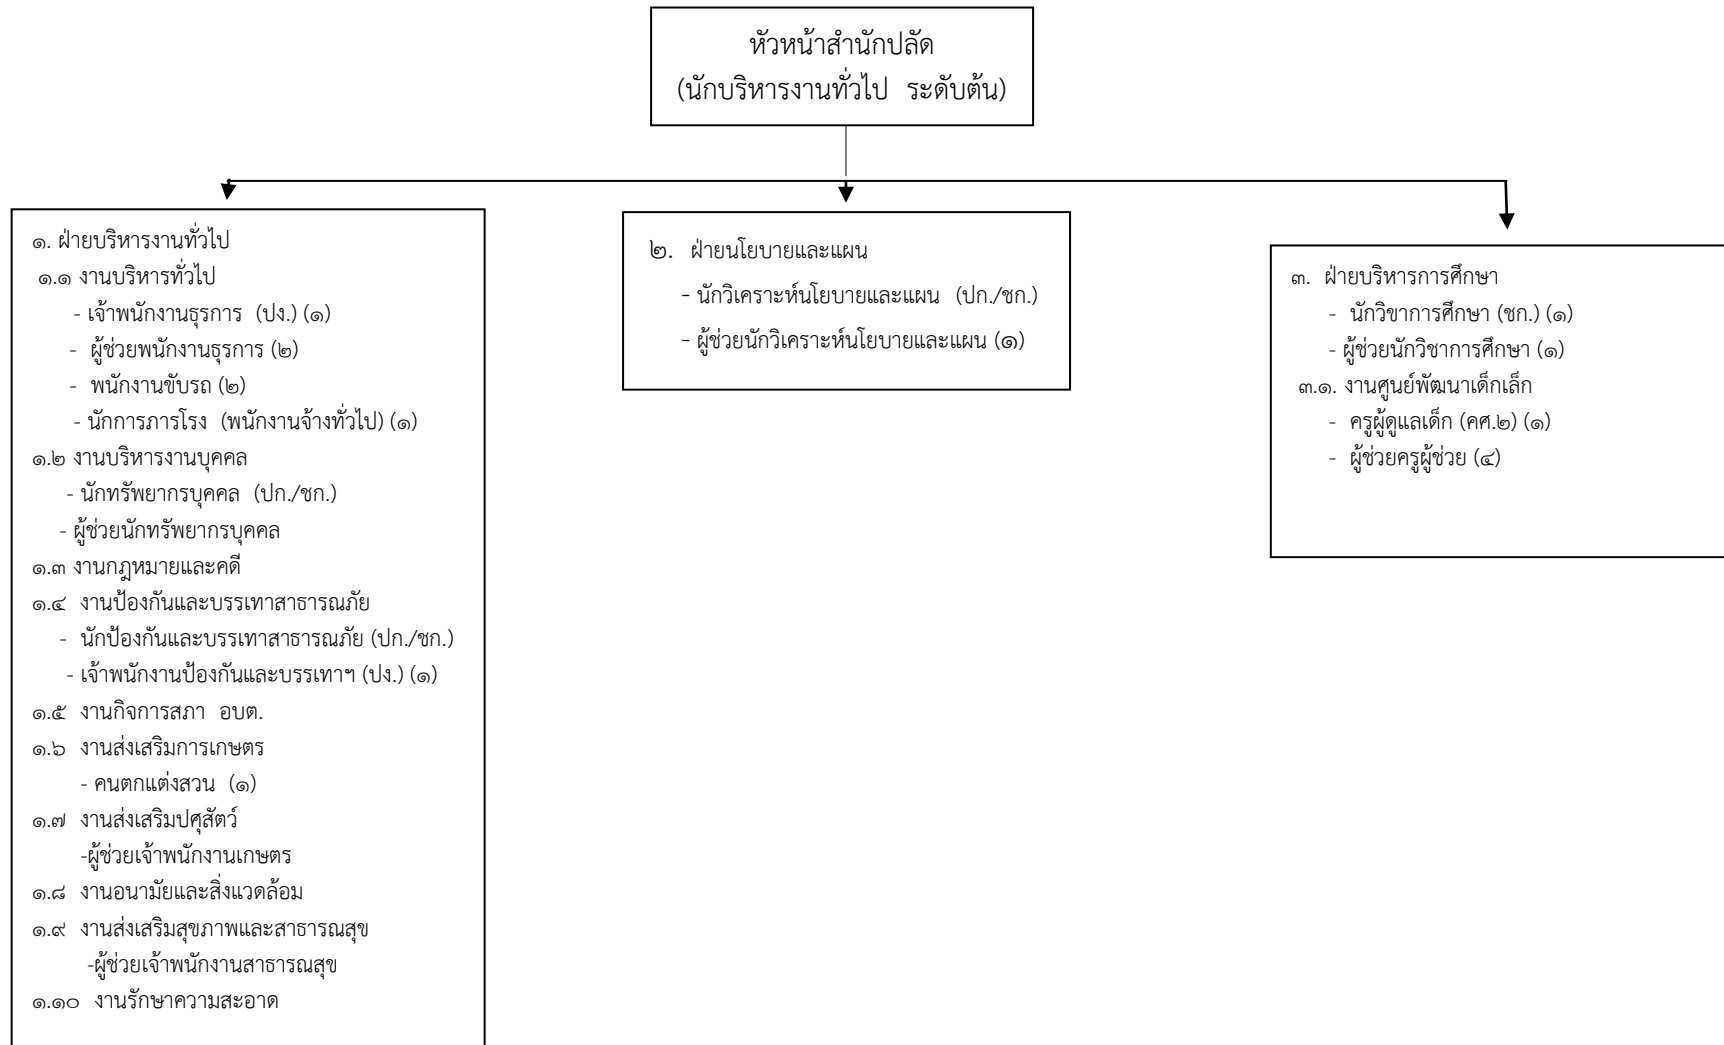 หัวหน้าสำนักปลัด
(นักบริหารงานทั่วไป ระดับต้น)
๑. ฝ่ายบริหารงานทั่วไป
๑.๑ งานบริหารทั่วไป
- เจ้าพนักงานธุรการ (ปง.) (๑)
- ผู้ช่วยพนักงานธุรการ (๒)
- พนักงานขับรถ (๒)
- นักการภารโรง (พนักงานจ้างทั่วไป) (๑)
๑.๒ งานบริหารงานบุคคล
- นักทรัพยากรบุคคล (ปก./ชก.)
- ผู้ช่วยนักทรัพยากรบุคคล
๑.๓ งานกฎหมายและคดี
๑.๔ งานป้องกันและบรรเทาสาธารณภัย
- นักป้องกันและบรรเทาสาธารณภัย (ปก./ชก.)
- เจ้าพนักงานป้องกันและบรรเทาฯ (ปง.) (๑)
๑.๕ งานกิจการสภา อบต.
๑.๖ งานส่งเสริมการเกษตร
- คนตกแต่งสวน (๑)
๑.๗ งานส่งเสริมปศุสัตว์
-ผู้ช่วยเจ้าพนักงานเกษตร
๑.๘ งานอนามัยและสิ่งแวดล้อม
๑.๙ งานส่งเสริมสุขภาพและสาธารณสุข
-ผู้ช่วยเจ้าพนักงานสาธารณสุข
๑.๑๐ งานรักษาความสะอาด
๒. ฝ่ายนโยบายและแผน
- นักวิเคราะห์นโยบายและแผน (ปก./ชก.)
- ผู้ช่วยนักวิเคราะห์นโยบายและแผน (๑)
๓. ฝ่ายบริหารการศึกษา
- นักวิขาการศึกษา (ชก.) (๑)
- ผู้ช่วยนักวิชาการศึกษา (๑)
๓.๑. งานศูนย์พัฒนาเด็กเล็ก
- ครูผู้ดูแลเด็ก (คศ.๒) (๑)
- ผู้ช่วยครูผู้ช่วย (๔)